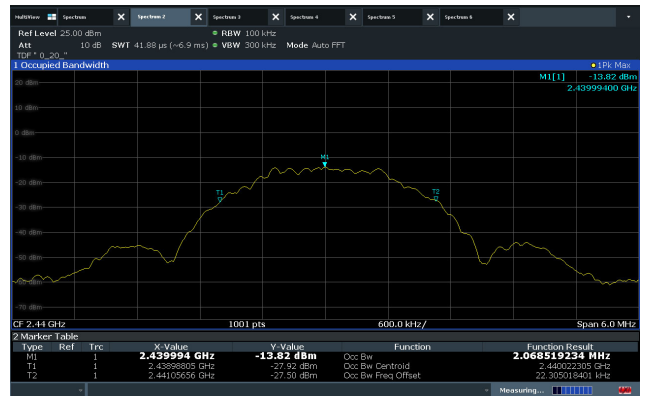 MultiView Spectrum Spectrum 2 Spectrum 3 Spectrum 4 Spectrum 5 Spectrum 6
Ref Level 25.00 dBm RBW 100 kHz
Att 10 dB SWT 41.88 µs (~6.9 ms) VBW 300 kHz Mode Auto FFT
TDF " 0_20_"
1 Occupied Bandwidth 1Pk Max
M1[1] -13.82 dBm
2.43999400 GHz
20 dBm
10 dBm
0 dBm
-10 dBm
M1
-20 dBm
T1
T2
-30 dBm
-40 dBm
-50 dBm
-60 dBm
-70 dBm
CF 2.44 GHz 1001 pts 600.0 kHz/ Span 6.0 MHz
2 Marker Table
Type Ref Trc X-Value Y-Value Function Function Result
M1 1 2.439994 GHz -13.82 dBm Occ Bw 2.068519234 MHz
T1 1 2.43898805 GHz -27.92 dBm Occ Bw Centroid 2.440022305 GHz
T2 1 2.44105656 GHz -27.50 dBm Occ Bw Freq Offset 22.305018401 kHz
Measuring...